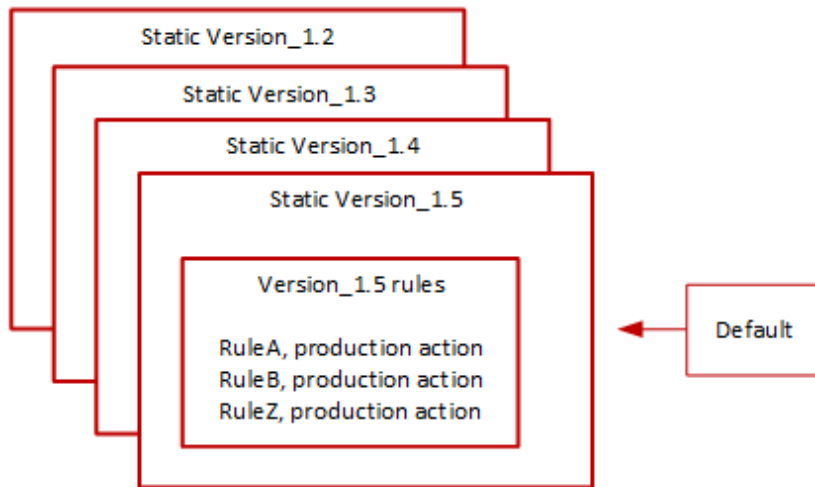 Static Version_1.2
Static Version_1.3
Static Version_1.4
Static Version_1.5
Version_1.5 rules
RuleA, production action
RuleB, production action
RuleZ, production action
Default